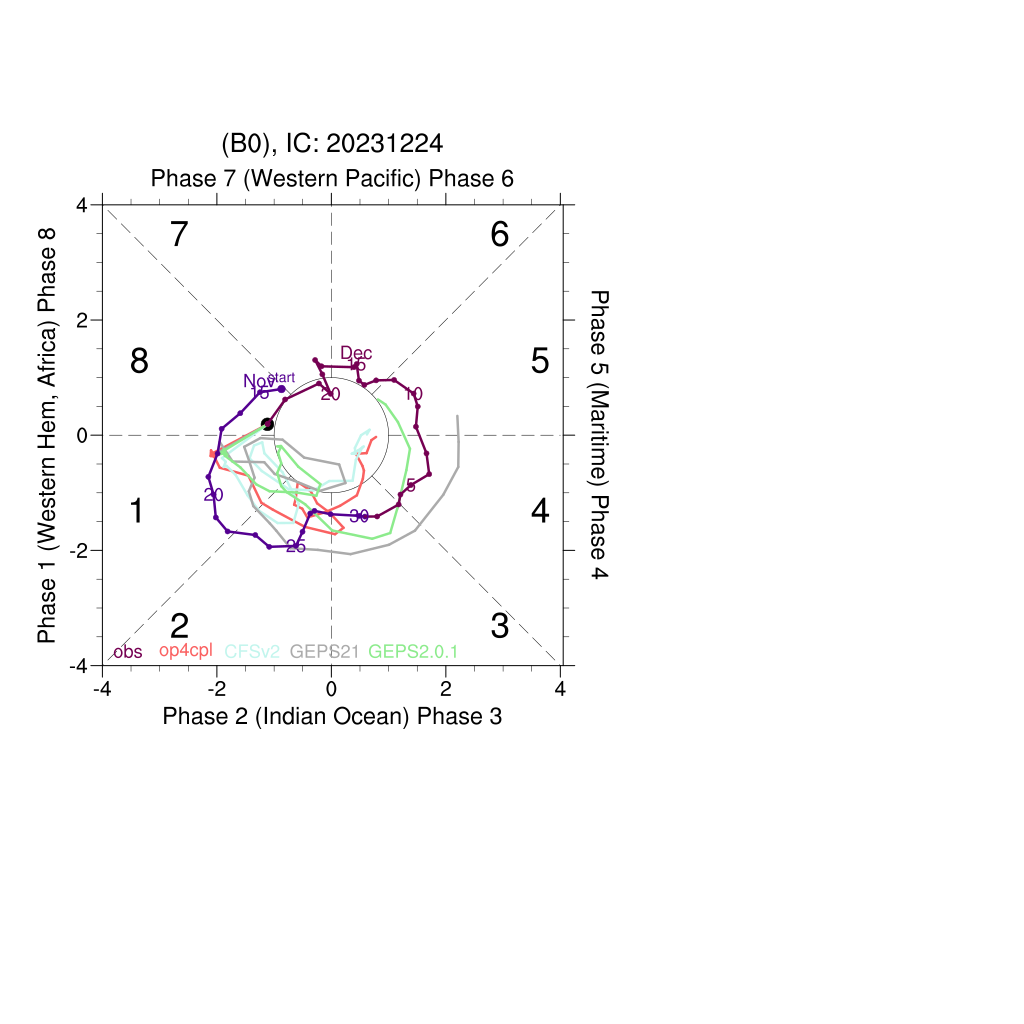 (B0), IC: 20231224
Phase 7 (Western Pacific) Phase 6
4
7
6
Phase 1 (Western Hem, Africa) Phase 8
Phase 5 (Maritime) Phase 4
2
Dec
15
8
5
Nov
start
15
20
10
0
5
20
1
4
30
-2
25
2
3
obs
op4cpl
CFSv2
GEPS21
GEPS2.0.1
-4
-4
-2
0
2
4
Phase 2 (Indian Ocean) Phase 3